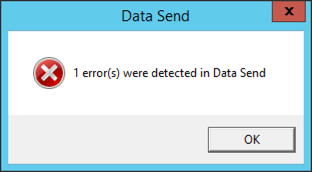 Data Send
1 error(s) were detected in Data Send
OK